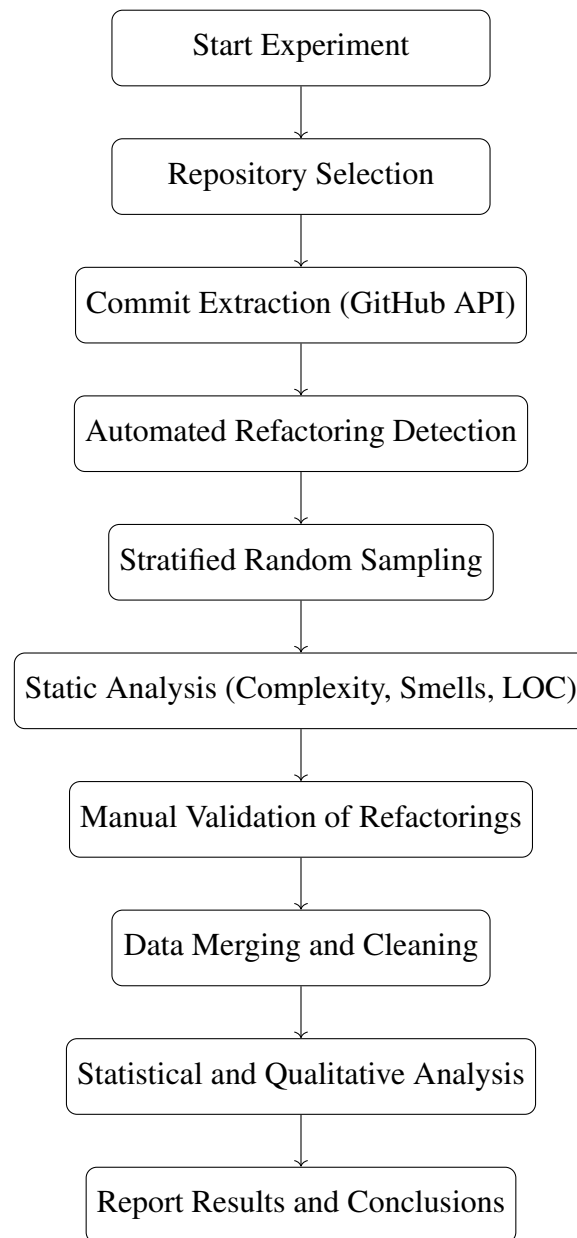 Start Experiment
Repository Selection
Commit Extraction (GitHub API)
Automated Refactoring Detection
Stratified Random Sampling
Static Analysis (Complexity, Smells, LOC)
Manual Validation of Refactorings
Data Merging and Cleaning
Statistical and Qualitative Analysis
Report Results and Conclusions